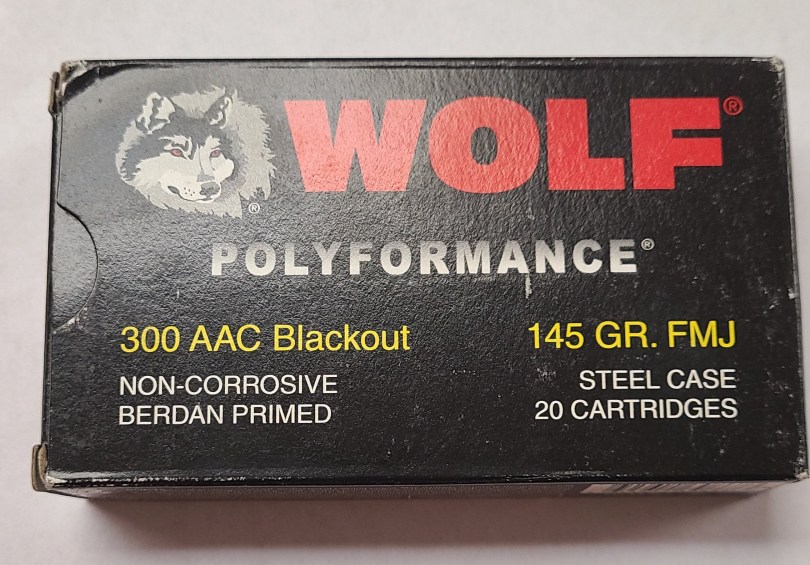 WOLF®
®
POLYFORMANCE®
300 AAC Blackout 145 GR. FMJ
NON-CORROSIVE STEEL CASE
BERDAN PRIMED 20 CARTRIDGES